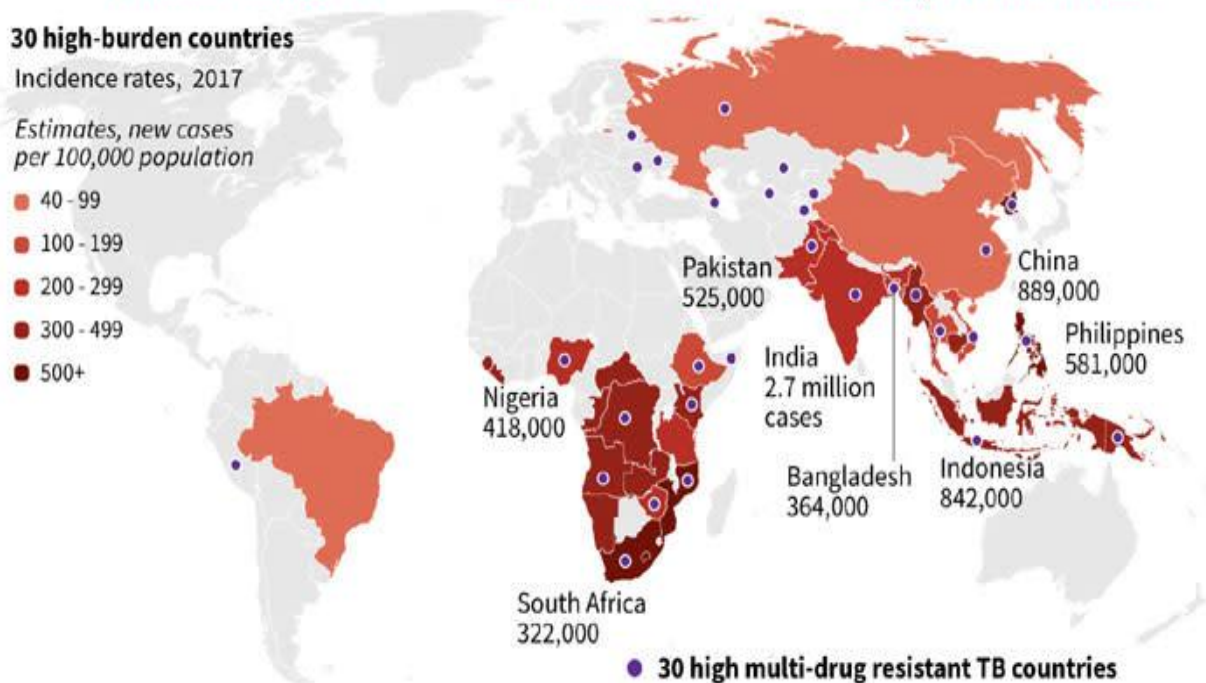 30 high-burden countries
Incidence rates, 2017
Estimates, new cases
per 100,000 population
40 - 99
100 - 199
200 - 299
300 - 499
500+
Pakistan
525,000
China
889,000
Philippines
581,000
India
2.7 million
cases
Nigeria
418,000
Bangladesh
364,000
Indonesia
842,000
South Africa
322,000
30 high multi-drug resistant TB countries